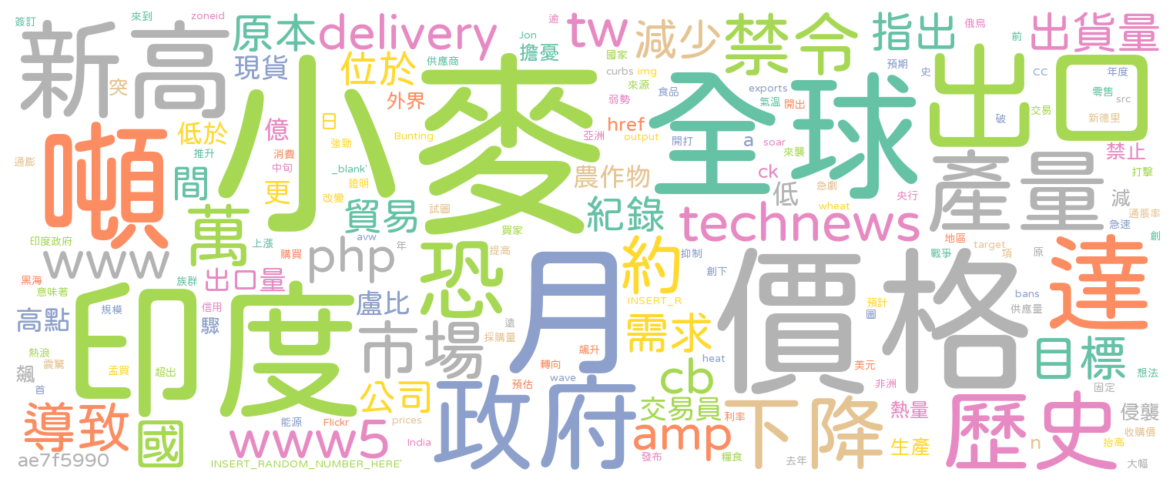 簽訂 來到 zoneid
新高
原本 delivery
現貨
突
供應商 Jon
擔憂
位於
外界
tw
國家
curbs img
來源
弱勢
減少
禁令
食品
exports
氣溫 開出
指出
俄烏 前
預期 史
CC
出貨量
年度
零售 src
出口
交易
新德里
破
禁止
打擊
噸
通膨
低於
推升
億
日
強勁
消費
中旬
_blank'
證明
改變
小麥
Bunting
亞洲
href
output
農作物
全球
開打
a
soar
來襲
ck
急劇
低
央行
wheat
產量
減
通脹率
急速 創
間
萬
更
貿易
試圖
買家
紀錄
technews
地區
target
項
原
戰爭
印度政府
上漲
購買
avw
年
www
php
提高
恐
約
抑制
創下
黑海
意味著
族群
出口量
信用
月
INSERT_R
價格
預計
圖
bans
供應量
達
高點
規模
驟
盧比
市場
採購量
遠
需求
目標
想法
熱浪
震驚
孟買
超出
印度
飆升
轉向
heat
美元
非洲
固定
飆
首
公司
預估
wave
cb
導致
國
能源
Flickr
prices
政府
交易員
利率
下降
熱量
歷史
侵襲
收購價
www5
India
amp
發布
糧食
去年
生產
n
抬高
大幅
ae7f5990
INSERT_RANDOM_NUMBER_HERE'